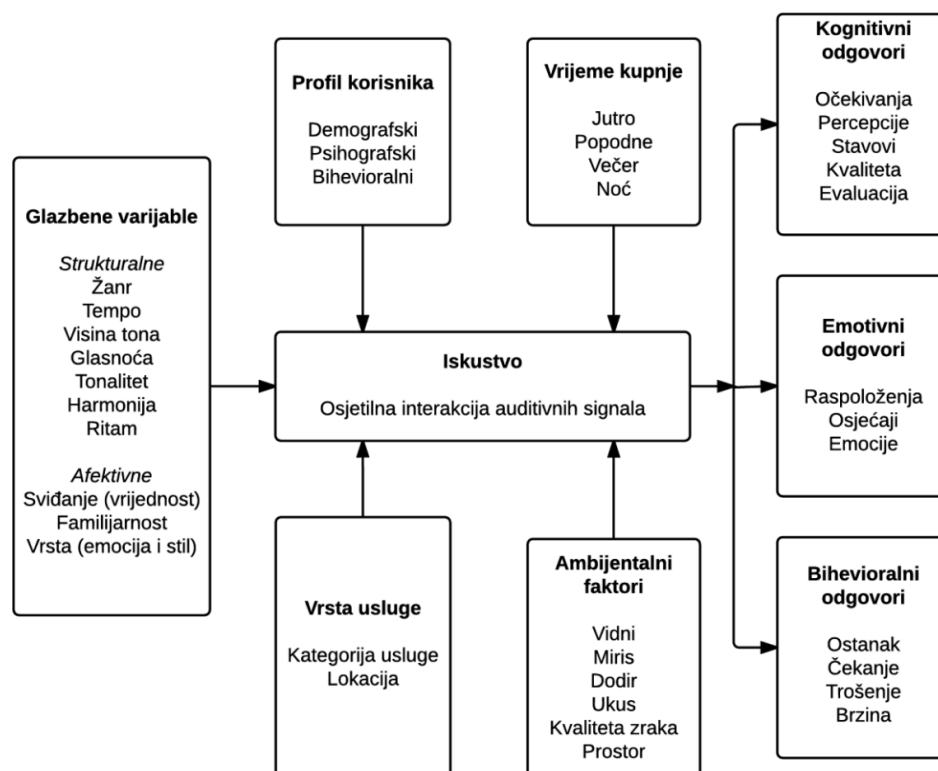 Glazbene varijable
Strukturalne
Žanr
Tempo
Visina tona
Glasnoća
Tonalitet
Harmonija
Ritam
Afektivne
Sviđanje (vrijednost)
Familijarnost
Vrsta (emocija i stil)
Profil korisnika
Demografski
Psihografski
Bihevioralni
Vrijeme kupnje
Jutro
Popodne
Večer
Noć
Iskustvo
Osjetilna interakcija auditivnih signala
Vrsta usluge
Kategorija usluge
Lokacija
Ambijentalni
faktori
Vidni
Miris
Dodir
Ukus
Kvaliteta zraka
Prostor
Kognitivni
odgovori
Očekivanja
Percepcije
Stavovi
Kvaliteta
Evaluacija
Emotivni
odgovori
Raspoloženja
Osjećaji
Emocije
Bihevioralni
odgovori
Ostanak
Čekanje
Trošenje
Brzina